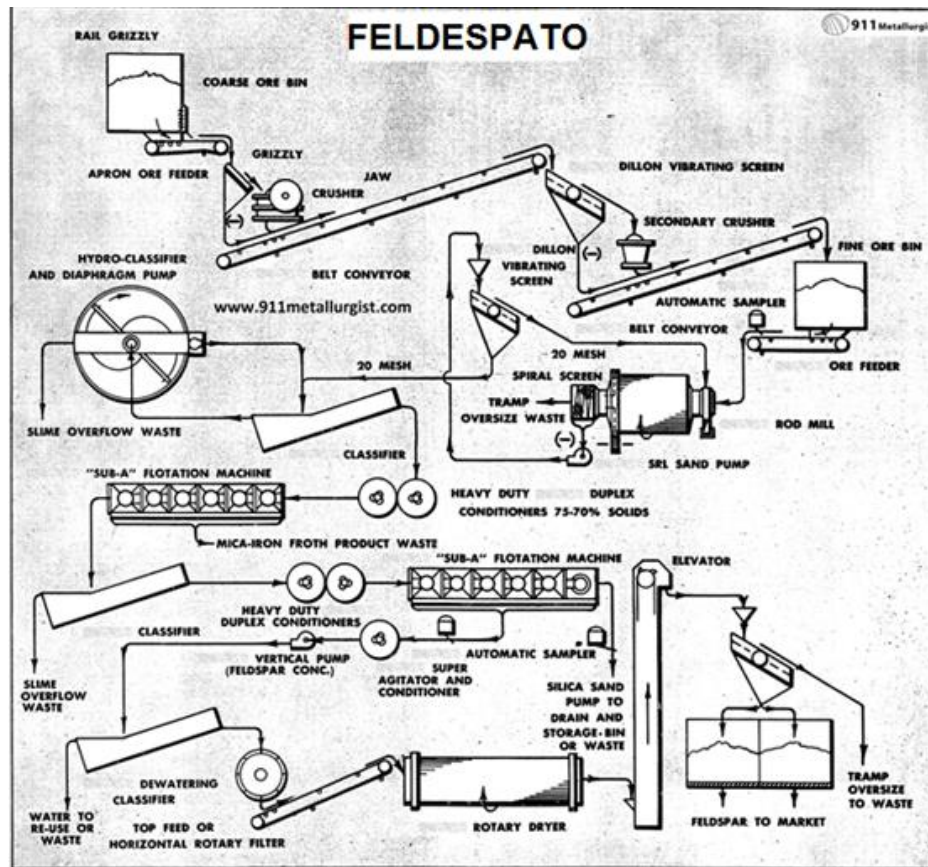 FELDESPATO
911 Metallurgist
RAIL GRIZZLY
COARSE ORE BIN
APRON ORE FEEDER
GRIZZLY
JAW
CRUSHER
(-)
BELT CONVEYOR
DILLON VIBRATING SCREEN
SECONDARY CRUSHER
(-)
FINE ORE BIN
AUTOMATIC SAMPLER
BELT CONVEYOR
ORE FEEDER
HYDRO-CLASSIFIER
AND DIAPHRAGM PUMP
www.911metallurgist.com
DILLON
VIBRATING
SCREEN
20 MESH
20 MESH
SPIRAL SCREEN
TRAMP
OVERSIZE WASTE
(-)
ROD MILL
SRL SAND PUMP
SLIME OVERFLOW WASTE
CLASSIFIER
"SUB-A" FLOTATION MACHINE
HEAVY DUTY DUPLEX
CONDITIONERS 75-70% SOLIDS
MICA-IRON FROTH PRODUCT WASTE
"SUB-A" FLOTATION MACHINE
ELEVATOR
HEAVY DUTY
DUPLEX CONDITIONERS
CLASSIFIER
VERTICAL PUMP
(FELDSPAR CONC.)
SUPER
AGITATOR AND
CONDITIONER
AUTOMATIC SAMPLER
SLIME
OVERFLOW
WASTE
SILICA SAND
PUMP TO
DRAIN AND
STORAGE-BIN
OR WASTE
DEWATERING
CLASSIFIER
WATER TO
RE-USE OR
WASTE
TOP FEED OR
HORIZONTAL ROTARY FILTER
ROTARY DRYER
FELDSPAR TO MARKET
TRAMP
OVERSIZE
TO WASTE